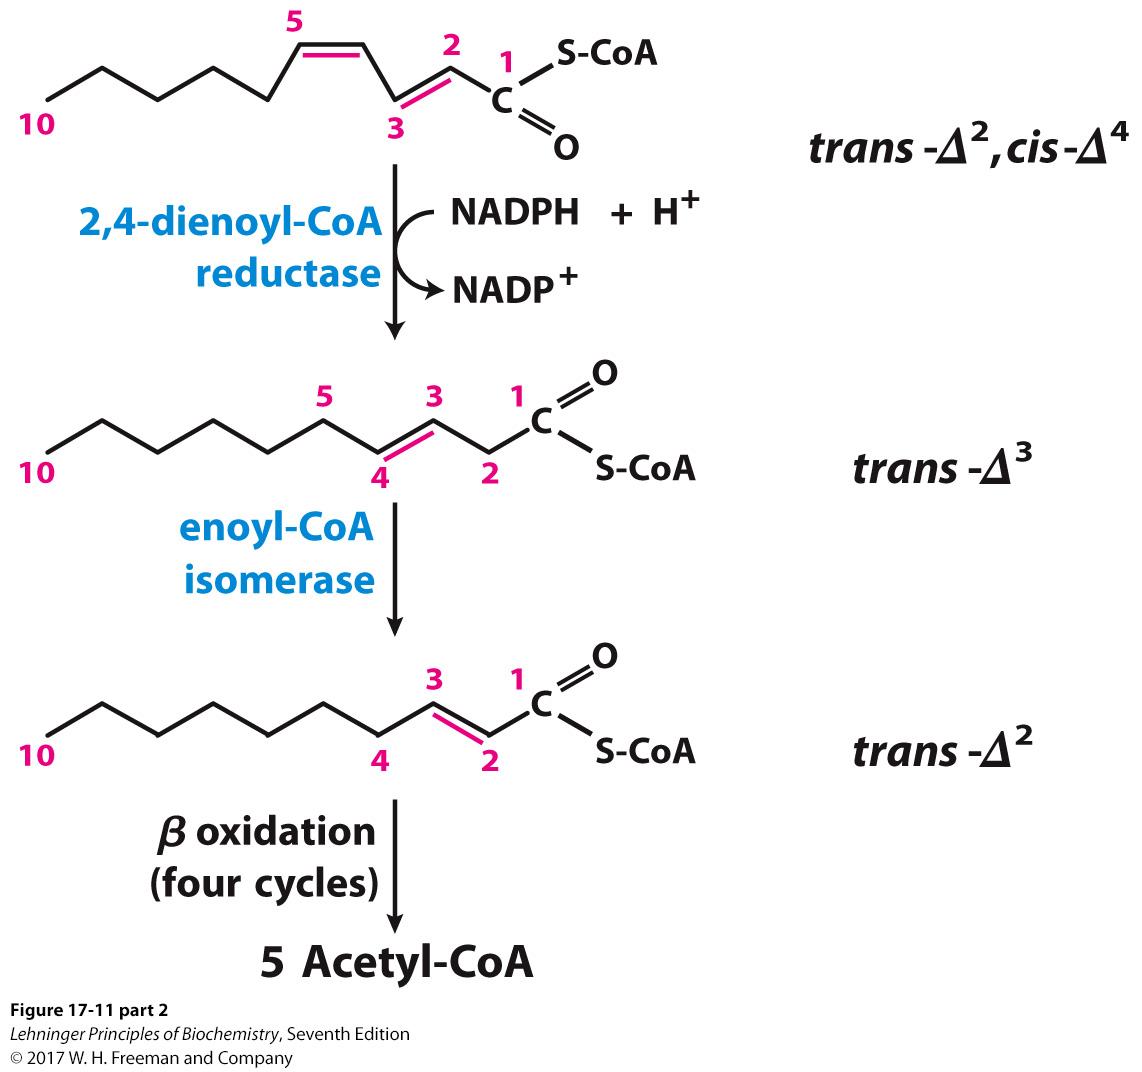 5
2
1
S-CoA
C
10
3
O
trans -Δ², cis -Δ⁴
2,4-dienoyl-CoA
reductase
NADPH + H⁺
NADP⁺
O
5
3
1
C
10
4
2
S-CoA
trans -Δ³
enoyl-CoA
isomerase
O
3
1
C
10
4
2
S-CoA
trans -Δ²
β oxidation
(four cycles)
5 Acetyl-CoA
Figure 17-11 part 2
Lehninger Principles of Biochemistry, Seventh Edition
© 2017 W. H. Freeman and Company